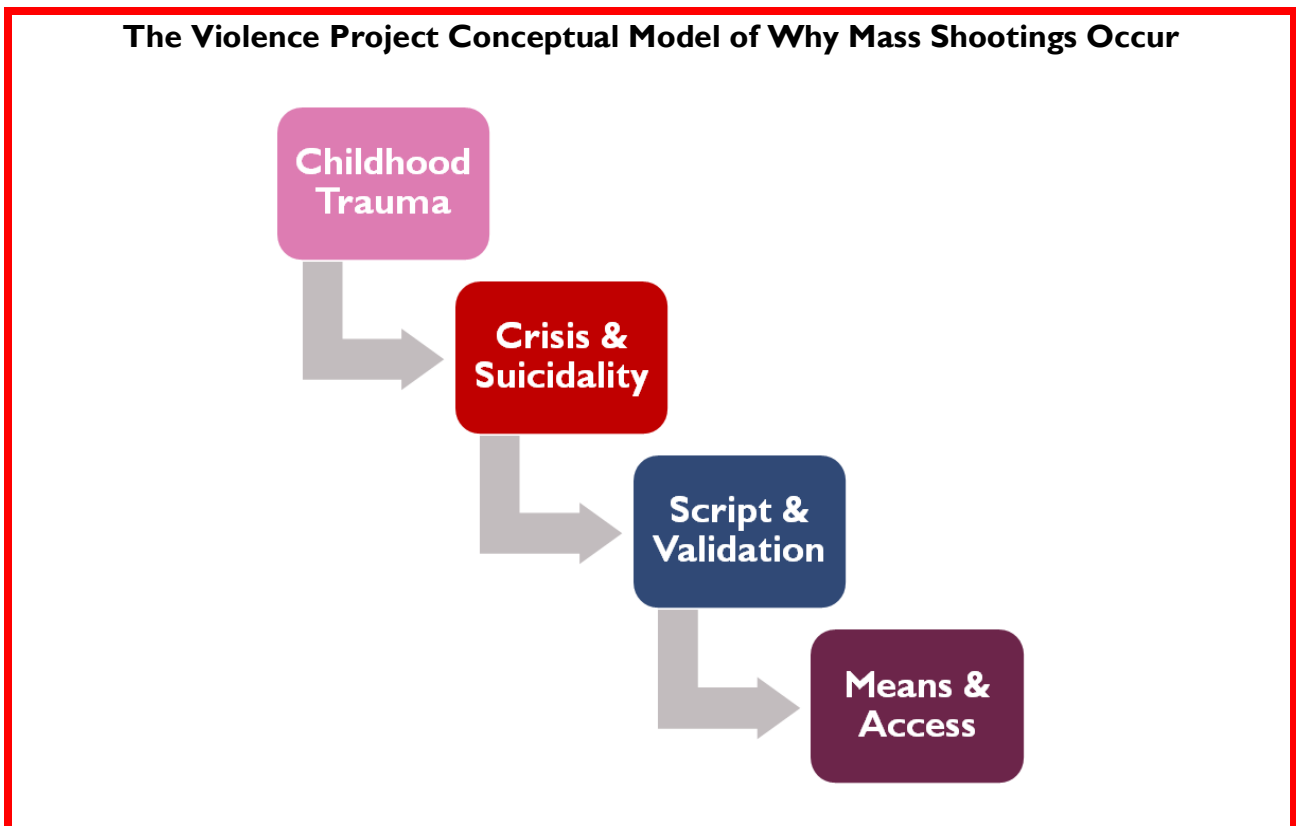 The Violence Project Conceptual Model of Why Mass Shootings Occur
Childhood
Trauma
Crisis &
Suicidality
Script &
Validation
Means &
Access